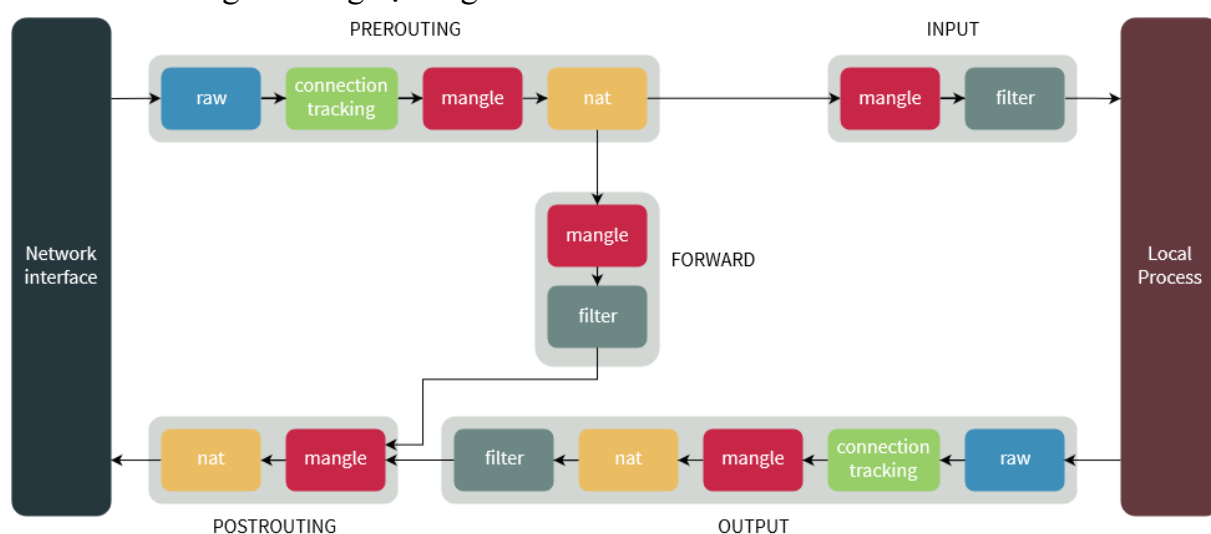 PREROUTING
INPUT
raw
connection
tracking
mangle
nat
mangle
filter
Network
interface
mangle
FORWARD
filter
Local
Process
nat
mangle
filter
nat
mangle
connection
tracking
raw
POSTROUTING
OUTPUT